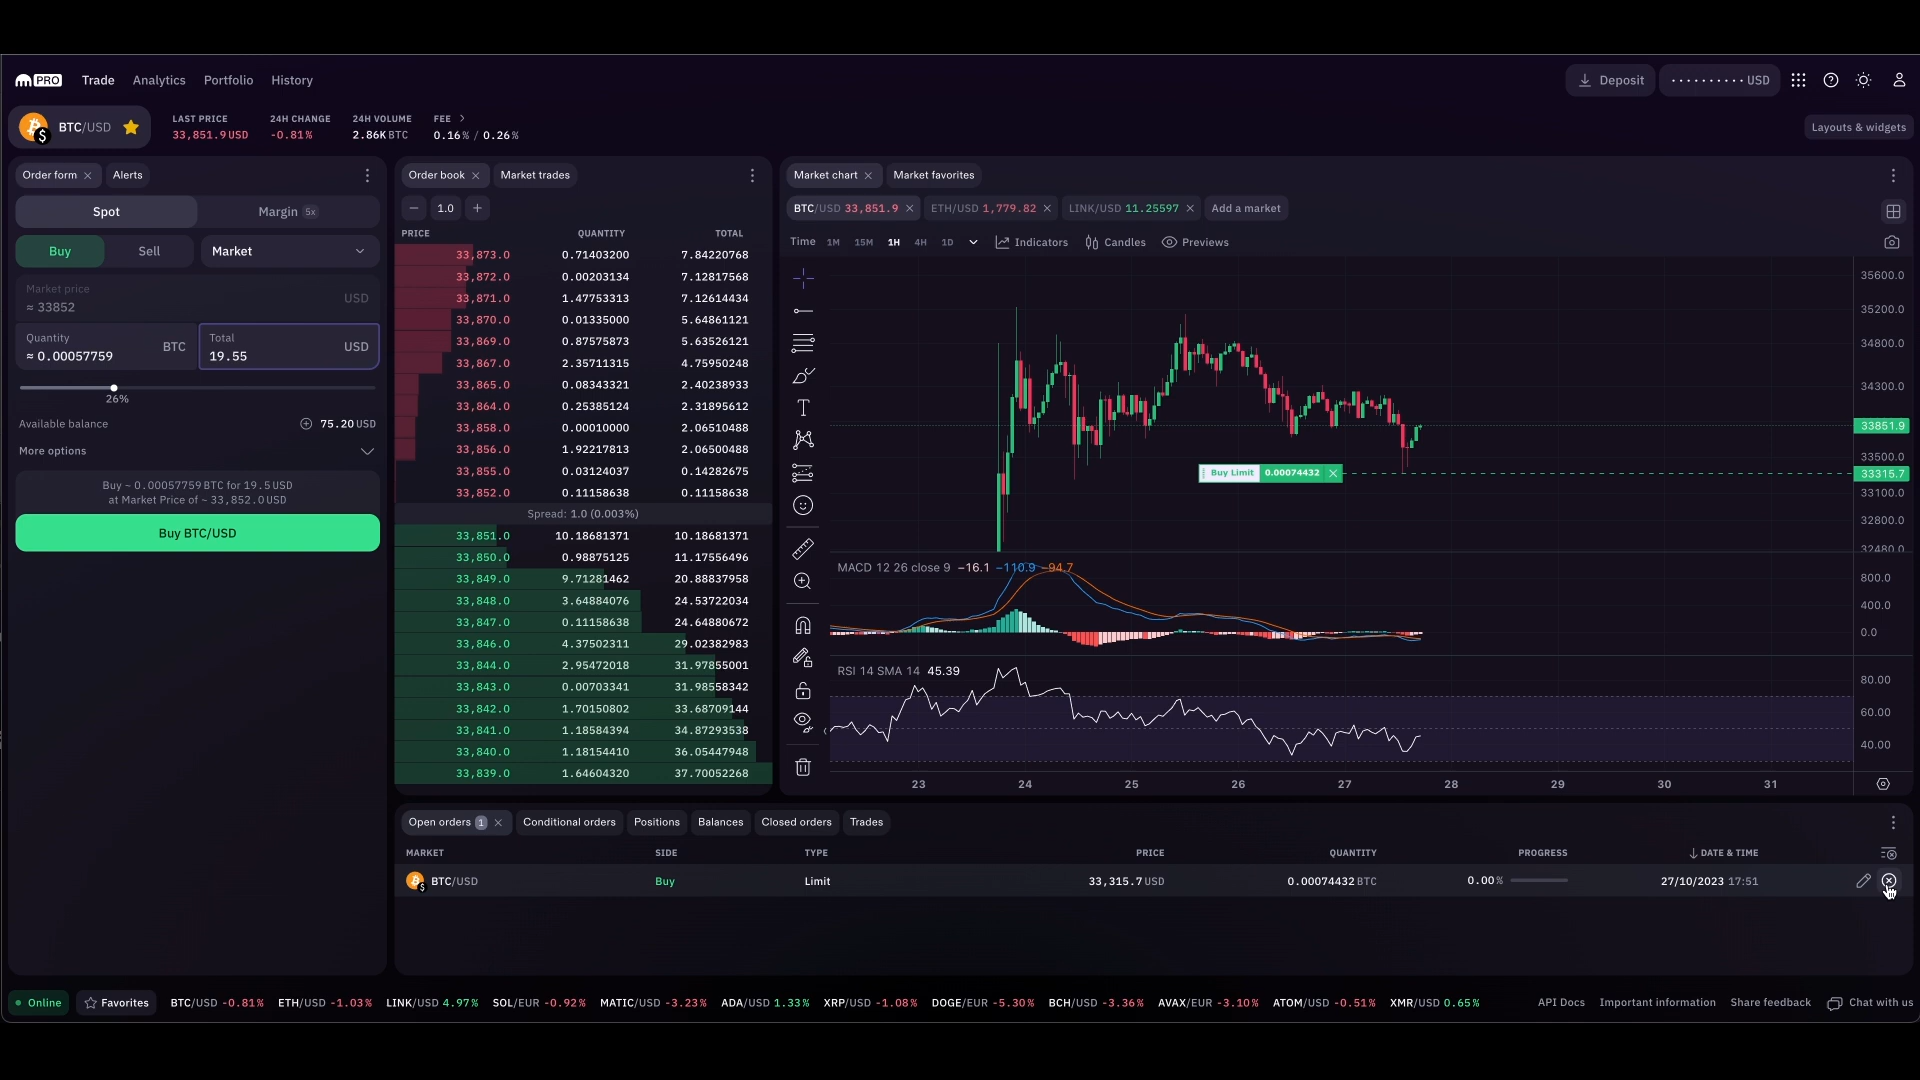 PRO Trade Analytics Portfolio History Deposit ·········· USD
BTC/USD
LAST PRICE 24H CHANGE 24H VOLUME FEE >
33,851.9 USD -0.81% 2.86K BTC 0.16% / 0.26%
Layouts & widgets
Order form Alerts
Spot Margin 5x
Buy Sell Market
Market price
≈ 33852 USD
Quantity
≈ 0.00057759 BTC
Total
19.55 USD
26%
Available balance 75.20 USD
More options
Buy ~ 0.00057759 BTC for 19.5 USD
at Market Price of ~ 33,852.0 USD
Buy BTC/USD
Order book Market trades
− 1.0 +
PRICE QUANTITY TOTAL
33,873.0 0.71403200 7.84220768
33,872.0 0.00203134 7.12817568
33,871.0 1.47753313 7.12614434
33,870.0 0.01335000 5.64861121
33,869.0 0.87575873 5.63526121
33,867.0 2.35711315 4.75950248
33,865.0 0.08343321 2.40238933
33,864.0 0.25385124 2.31895612
33,858.0 0.00010000 2.06510488
33,856.0 1.92217813 2.06500488
33,855.0 0.03124037 0.14282675
33,852.0 0.11158638 0.11158638
Spread: 1.0 (0.003%)
33,851.0 10.18681371 10.18681371
33,850.0 0.98875125 11.17556496
33,849.0 9.71281462 20.88837958
33,848.0 3.64884076 24.53722034
33,847.0 0.11158638 24.64880672
33,846.0 4.37502311 29.02382983
33,844.0 2.95472018 31.97855001
33,843.0 0.00703341 31.98558342
33,842.0 1.70150802 33.68709144
33,841.0 1.18584394 34.87293538
33,840.0 1.18154410 36.05447948
33,839.0 1.64604320 37.70052268
Market chart Market favorites
BTC/USD 33,851.9 ETH/USD 1,779.82 LINK/USD 11.25597 Add a market
Time 1M 15M 1H 4H 1D Indicators Candles Previews
35600.0
35200.0
34800.0
34300.0
33851.9
33500.0
Buy Limit 0.00074432
33315.7
33100.0
32800.0
32480.0
MACD 12 26 close 9 −16.1 −110.9 −94.7
800.0
400.0
0.0
RSI 14 SMA 14 45.39
80.00
60.00
40.00
23 24 25 26 27 28 29 30 31
Open orders 1 Conditional orders Positions Balances Closed orders Trades
MARKET SIDE TYPE PRICE QUANTITY PROGRESS DATE & TIME
BTC/USD Buy Limit 33,315.7 USD 0.00074432 BTC 0.00% 27/10/2023 17:51
Online Favorites BTC/USD -0.81% ETH/USD -1.03% LINK/USD 4.97% SOL/EUR -0.92% MATIC/USD -3.23% ADA/USD 1.33% XRP/USD -1.08% DOGE/EUR -5.30% BCH/USD -3.36% AVAX/EUR -3.10% ATOM/USD -0.51% XMR/USD 0.65% API Docs Important information Share feedback Chat with us